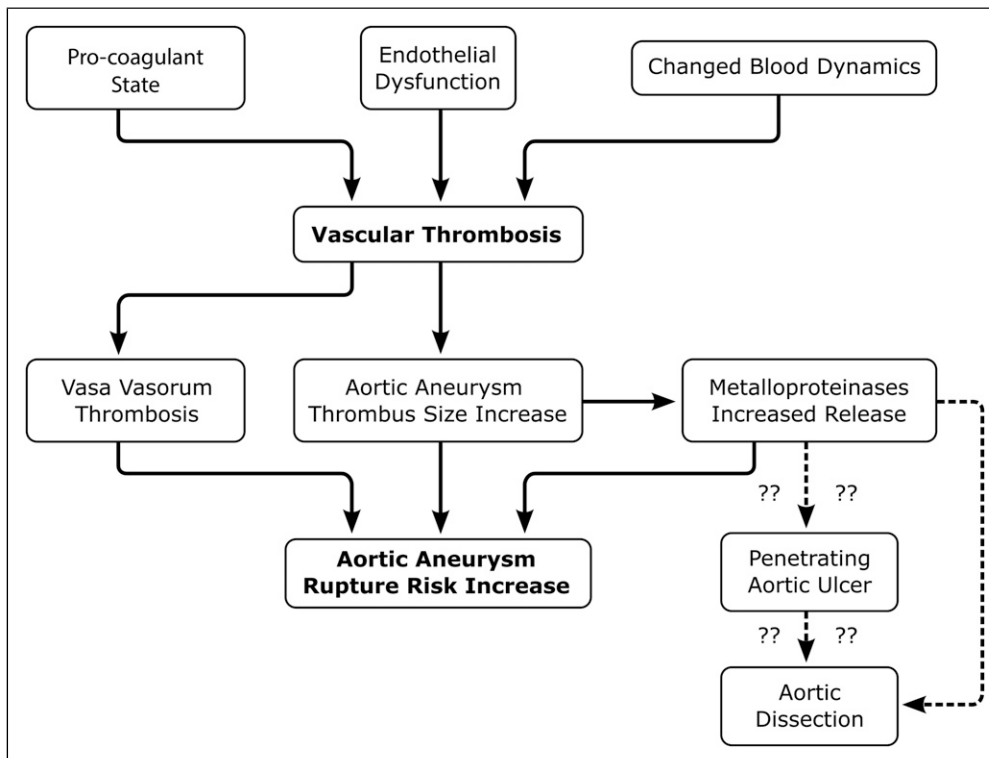 Pro-coagulant
State
Endothelial
Dysfunction
Changed Blood Dynamics
Vascular Thrombosis
Vasa Vasorum
Thrombosis
Aortic Aneurysm
Thrombus Size Increase
Metalloproteinases
Increased Release
?? ??
Aortic Aneurysm
Rupture Risk Increase
Penetrating
Aortic Ulcer
?? ??
Aortic
Dissection